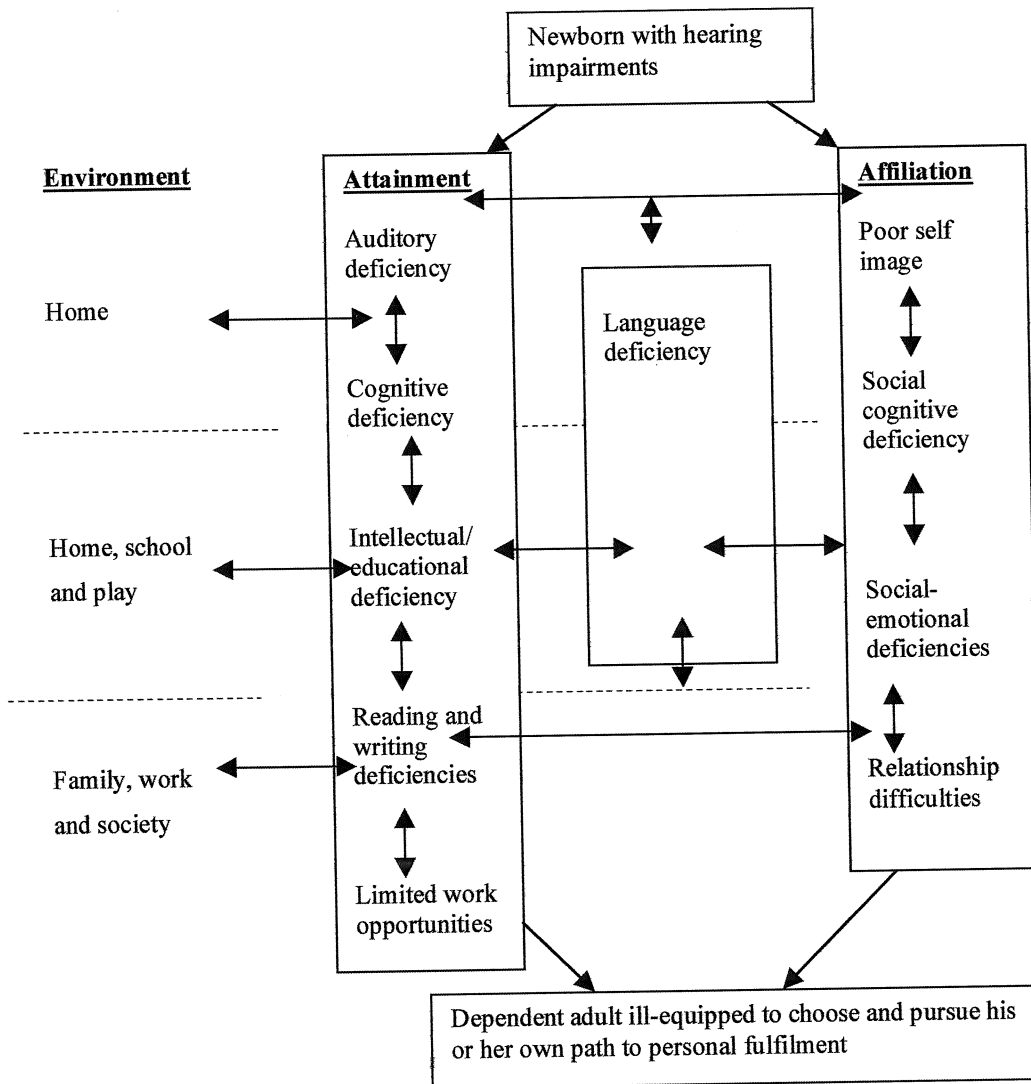 Newborn with hearing
impairments
Environment
Attainment
Affiliation
Auditory
deficiency
Poor self
image
Home
Language
deficiency
Cognitive
deficiency
Social
cognitive
deficiency
Home, school
and play
Intellectual/
educational
deficiency
Social-
emotional
deficiencies
Reading and
writing
deficiencies
Family, work
and society
Relationship
difficulties
Limited work
opportunities
Dependent adult ill-equipped to choose and pursue his
or her own path to personal fulfilment